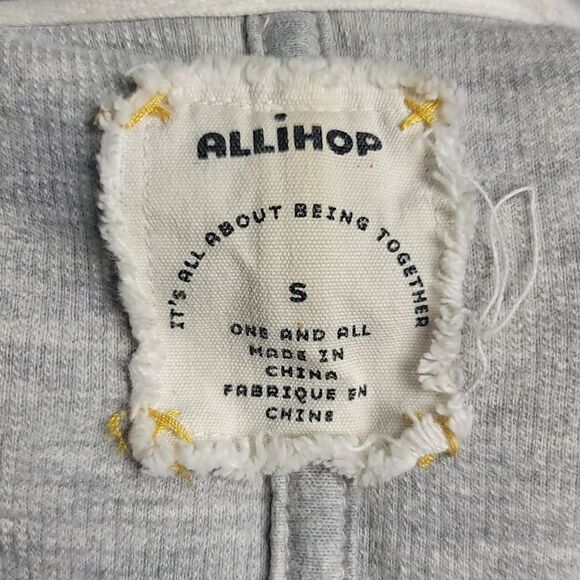 ALLiHOP
IT'S ALL ABOUT BEING TOGETHER
S
ONE AND ALL
MADE IN
CHINA
FABRIQUE EN
CHINE